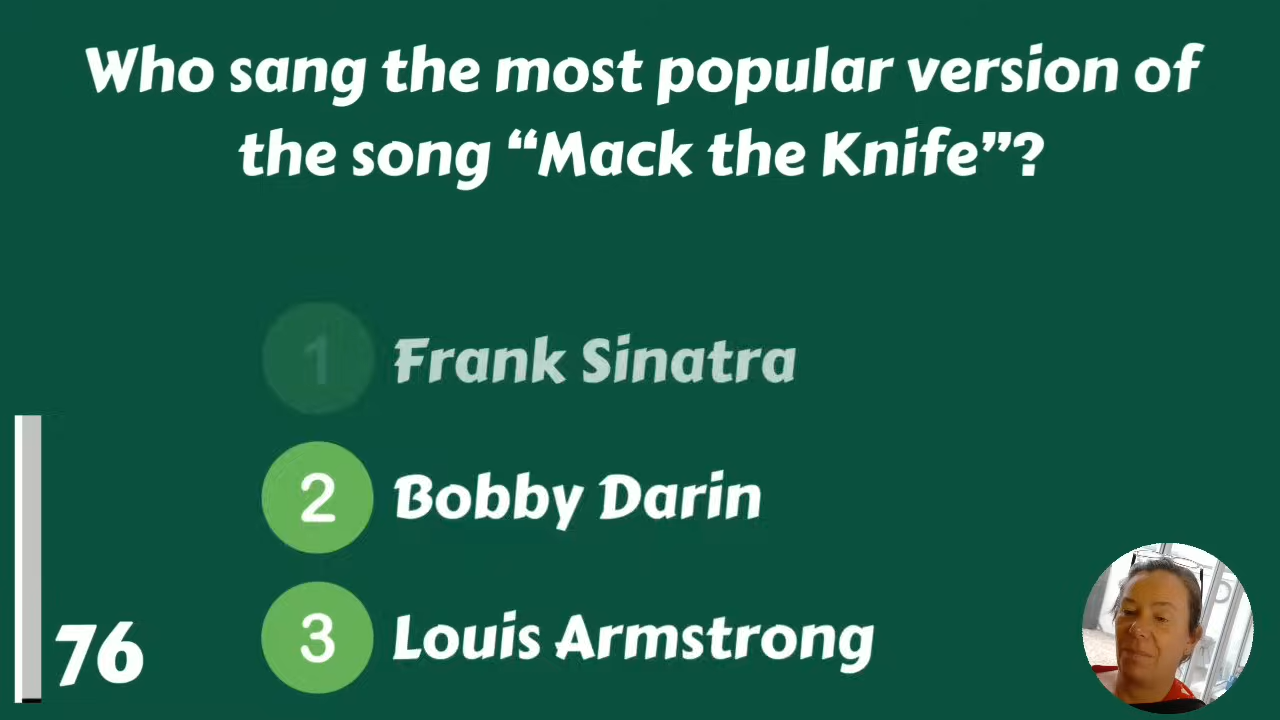 Who sang the most popular version of
the song “Mack the Knife”?
1 Frank Sinatra
2 Bobby Darin
3 Louis Armstrong
76